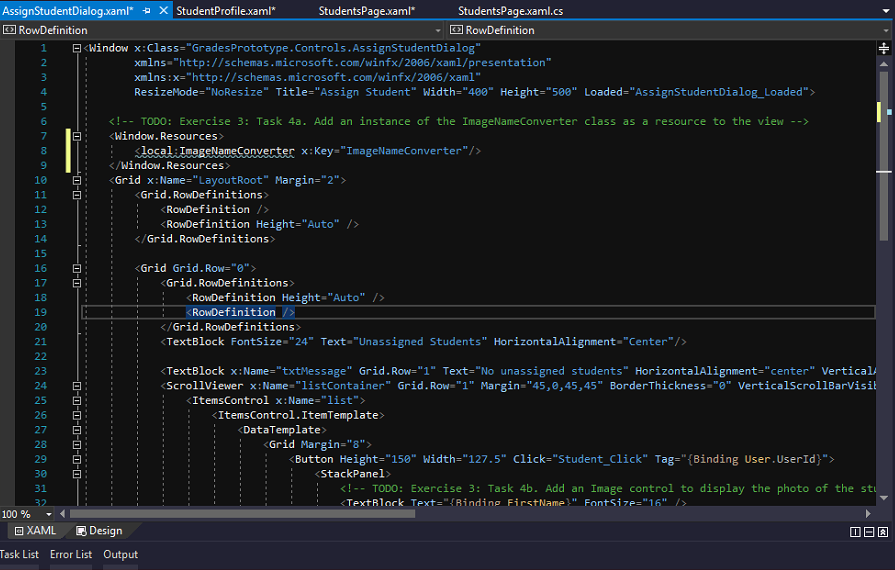 AssignStudentDialog.xaml* StudentProfile.xaml* StudentsPage.xaml* StudentsPage.xaml.cs
RowDefinition RowDefinition
1 <Window x:Class="GradesPrototype.Controls.AssignStudentDialog"
2 xmlns="http://schemas.microsoft.com/winfx/2006/xaml/presentation"
3 xmlns:x="http://schemas.microsoft.com/winfx/2006/xaml"
4 ResizeMode="NoResize" Title="Assign Student" Width="400" Height="500" Loaded="AssignStudentDialog_Loaded">
5
6 <!-- TODO: Exercise 3: Task 4a. Add an instance of the ImageNameConverter class as a resource to the view -->
7 <Window.Resources>
8 <local:ImageNameConverter x:Key="ImageNameConverter"/>
9 </Window.Resources>
10 <Grid x:Name="LayoutRoot" Margin="2">
11 <Grid.RowDefinitions>
12 <RowDefinition />
13 <RowDefinition Height="Auto" />
14 </Grid.RowDefinitions>
15
16 <Grid Grid.Row="0">
17 <Grid.RowDefinitions>
18 <RowDefinition Height="Auto" />
19 <RowDefinition />
20 </Grid.RowDefinitions>
21 <TextBlock FontSize="24" Text="Unassigned Students" HorizontalAlignment="Center"/>
22
23 <TextBlock x:Name="txtMessage" Grid.Row="1" Text="No unassigned students" HorizontalAlignment="center" VerticalA
24 <ScrollViewer x:Name="listContainer" Grid.Row="1" Margin="45,0,45,45" BorderThickness="0" VerticalScrollBarVisib
25 <ItemsControl x:Name="list">
26 <ItemsControl.ItemTemplate>
27 <DataTemplate>
28 <Grid Margin="8">
29 <Button Height="150" Width="127.5" Click="Student_Click" Tag="{Binding User.UserId}">
30 <StackPanel>
31 <!-- TODO: Exercise 3: Task 4b. Add an Image control to display the photo of the stu
32 <TextBlock Text="{Binding FirstName}" FontSize="16" />
100 %
XAML Design
Task List Error List Output